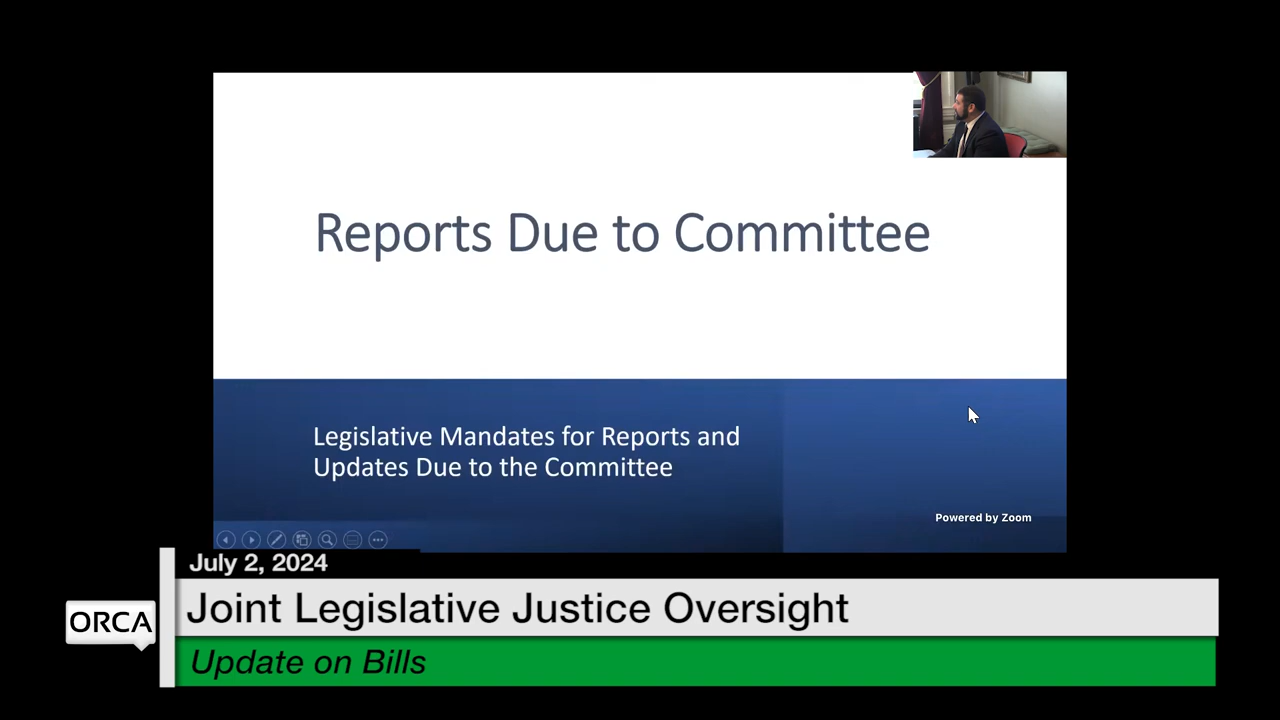 Reports Due to Committee
Legislative Mandates for Reports and
Updates Due to the Committee
Powered by Zoom
July 2, 2024
ORCA
Joint Legislative Justice Oversight
Update on Bills